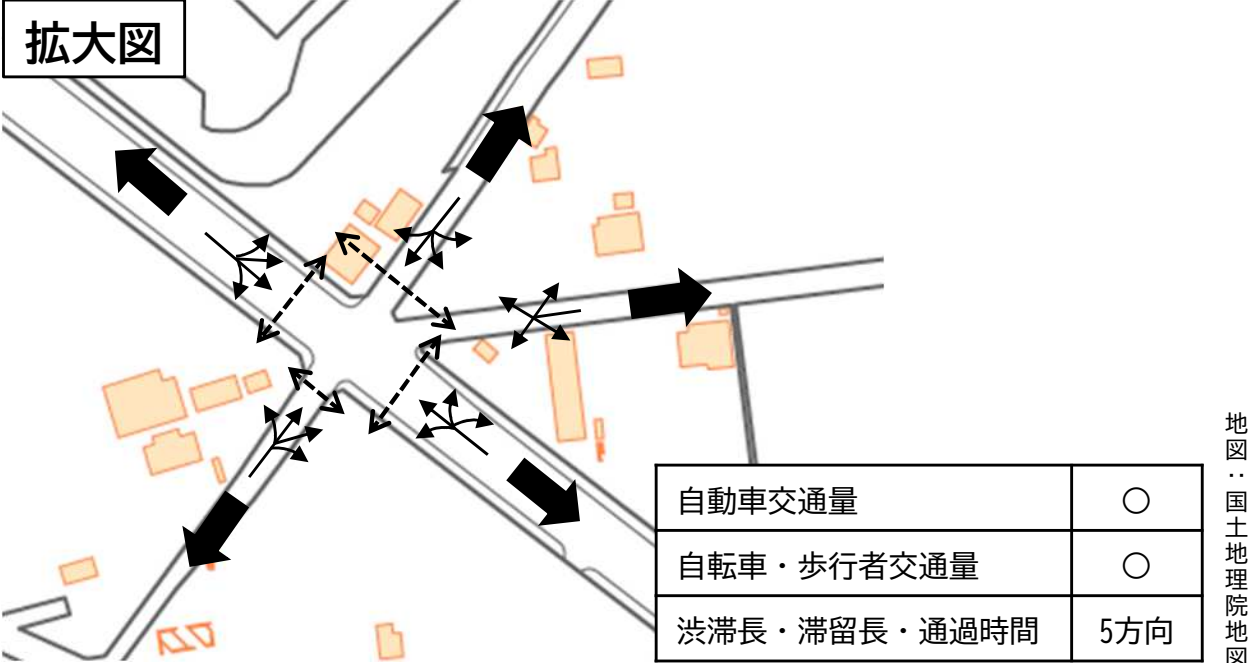 拡大図
自動車交通量 〇
自転車・歩行者交通量 〇
渋滞長・滞留長・通過時間 5方向
地図：国土地理院地図